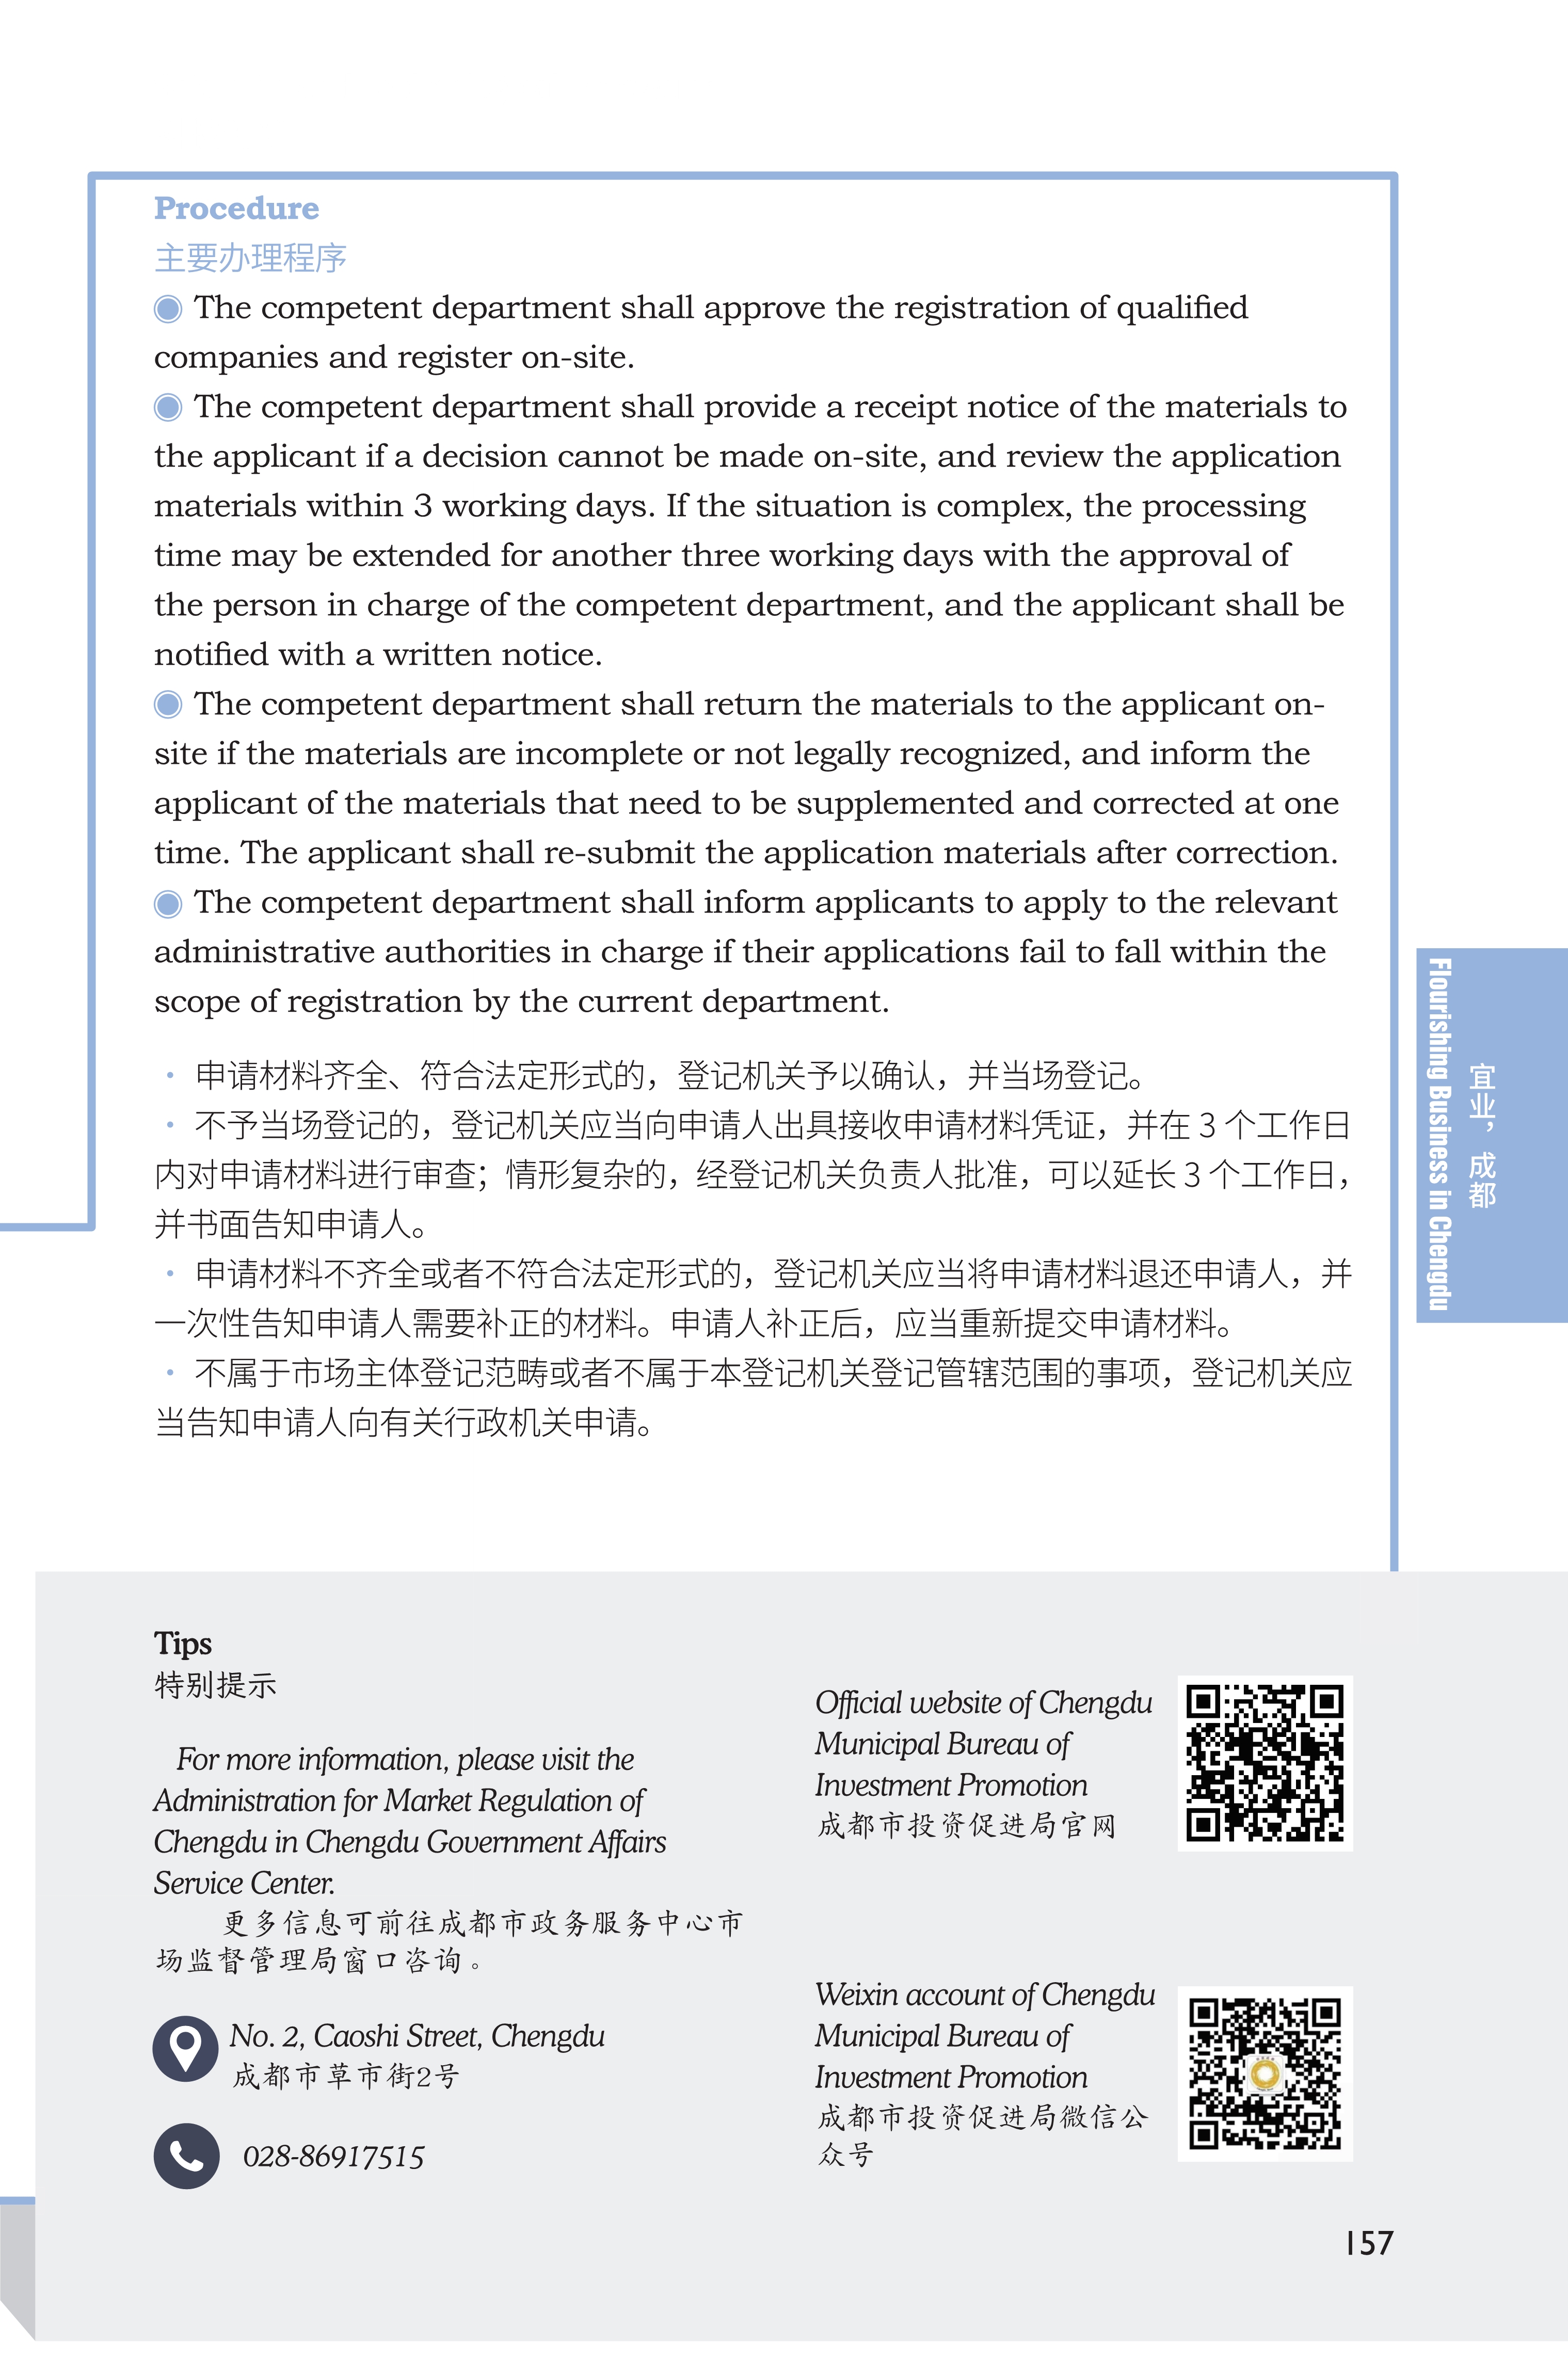 Procedure
主要办理程序
The competent department shall approve the registration of qualified
companies and register on-site.
The competent department shall provide a receipt notice of the materials to
the applicant if a decision cannot be made on-site, and review the application
materials within 3 working days. If the situation is complex, the processing
time may be extended for another three working days with the approval of
the person in charge of the competent department, and the applicant shall be
notified with a written notice.
The competent department shall return the materials to the applicant on-
site if the materials are incomplete or not legally recognized, and inform the
applicant of the materials that need to be supplemented and corrected at one
time. The applicant shall re-submit the application materials after correction.
The competent department shall inform applicants to apply to the relevant
administrative authorities in charge if their applications fail to fall within the
scope of registration by the current department.
· 申请材料齐全、符合法定形式的，登记机关予以确认，并当场登记。
· 不予当场登记的，登记机关应当向申请人出具接收申请材料凭证，并在 3 个工作日
内对申请材料进行审查；情形复杂的，经登记机关负责人批准，可以延长 3 个工作日，
并书面告知申请人。
· 申请材料不齐全或者不符合法定形式的，登记机关应当将申请材料退还申请人，并
一次性告知申请人需要补正的材料。申请人补正后，应当重新提交申请材料。
· 不属于市场主体登记范畴或者不属于本登记机关登记管辖范围的事项，登记机关应
当告知申请人向有关行政机关申请。
宜业，成都
Flourishing Business in Chengdu
Tips
特别提示
For more information, please visit the
Administration for Market Regulation of
Chengdu in Chengdu Government Affairs
Service Center.
更多信息可前往成都市政务服务中心市
场监督管理局窗口咨询。
No. 2, Caoshi Street, Chengdu
成都市草市街2号
028-86917515
Official website of Chengdu
Municipal Bureau of
Investment Promotion
成都市投资促进局官网
Weixin account of Chengdu
Municipal Bureau of
Investment Promotion
成都市投资促进局微信公
众号
157